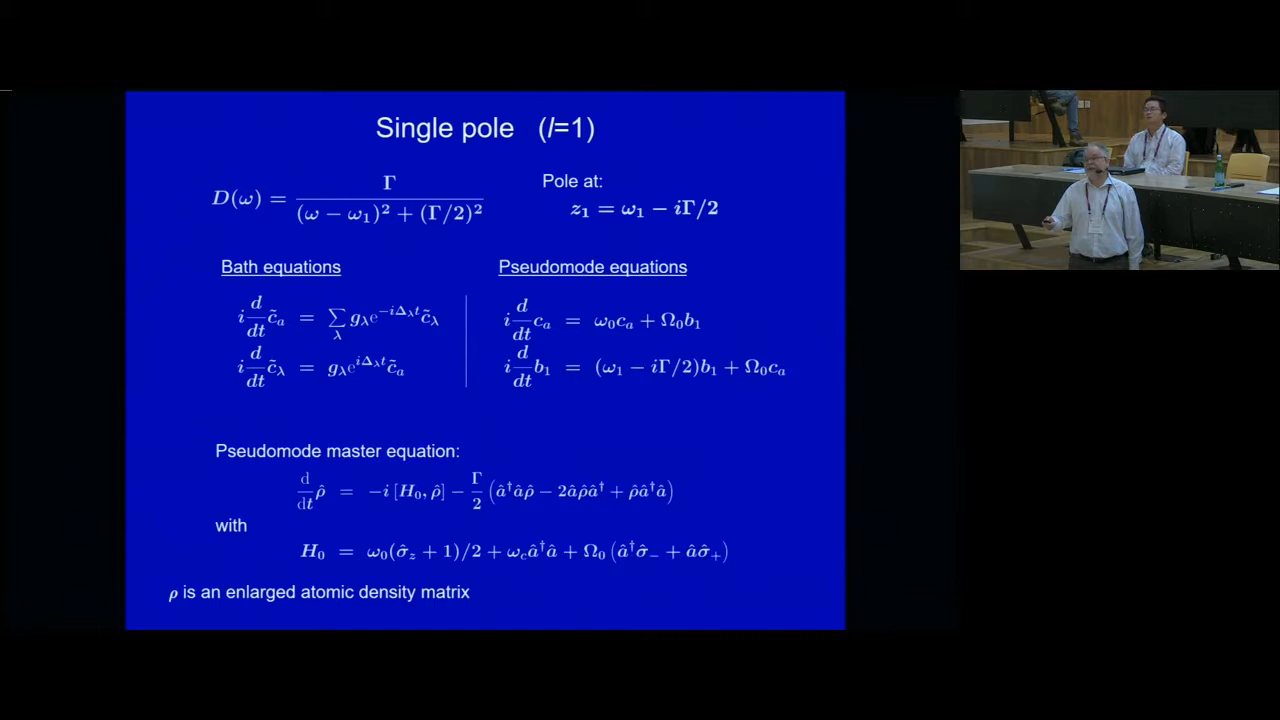 Single pole (l=1)
D(ω) = Γ / ((ω − ω₁)² + (Γ/2)²)
Pole at:
z₁ = ω₁ − iΓ/2
Bath equations
i d/dt c̃ₐ = ∑_λ g_λ e^{−iΔ_λ t} c̃_λ
i d/dt c̃_λ = g_λ e^{iΔ_λ t} c̃ₐ
Pseudomode equations
i d/dt cₐ = ω₀cₐ + Ω₀b₁
i d/dt b₁ = (ω₁ − iΓ/2)b₁ + Ω₀cₐ
Pseudomode master equation:
d/dt ρ̂ = −i [H₀, ρ̂] − Γ/2 (â†âρ̂ − 2âρ̂â† + ρ̂â†â)
with
H₀ = ω₀(σ̂_z + 1)/2 + ω_c â†â + Ω₀ (â†σ̂₋ + âσ̂₊)
ρ is an enlarged atomic density matrix